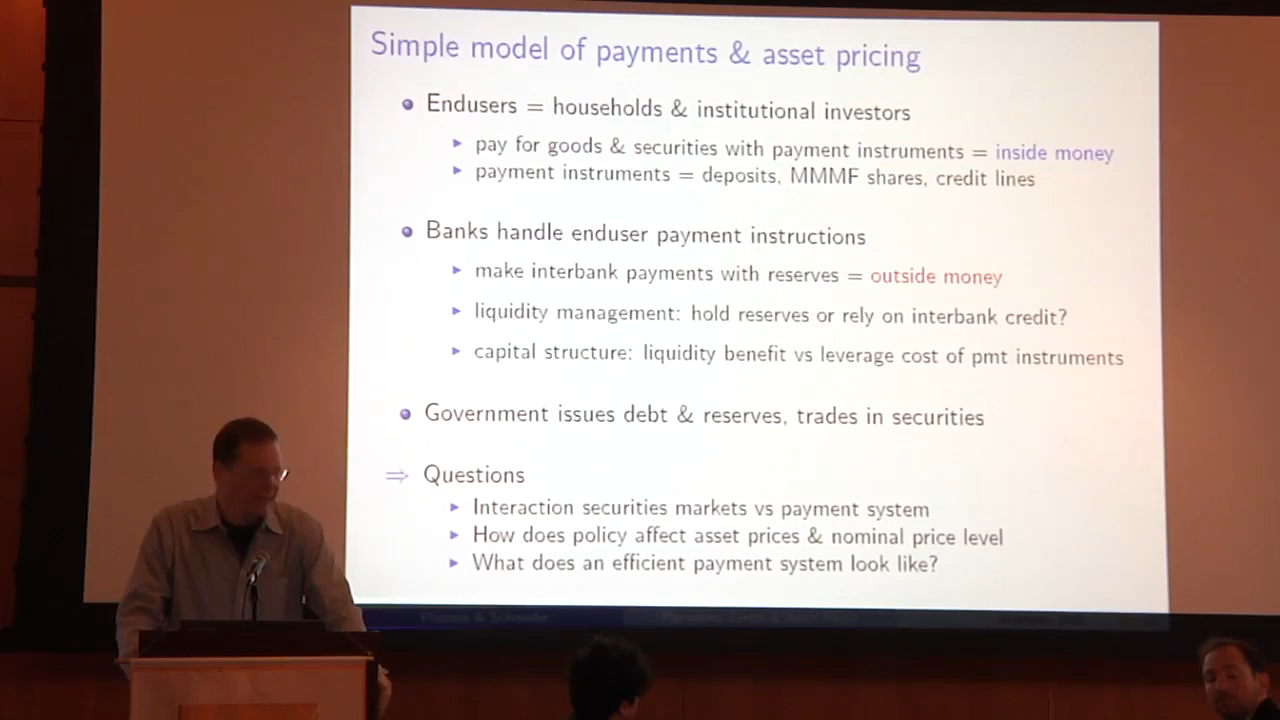 Simple model of payments & asset pricing
Endusers = households & institutional investors
pay for goods & securities with payment instruments = inside money
payment instruments = deposits, MMMF shares, credit lines
Banks handle enduser payment instructions
make interbank payments with reserves = outside money
liquidity management: hold reserves or rely on interbank credit?
capital structure: liquidity benefit vs leverage cost of pmt instruments
Government issues debt & reserves, trades in securities
⇒ Questions
Interaction securities markets vs payment system
How does policy affect asset prices & nominal price level
What does an efficient payment system look like?